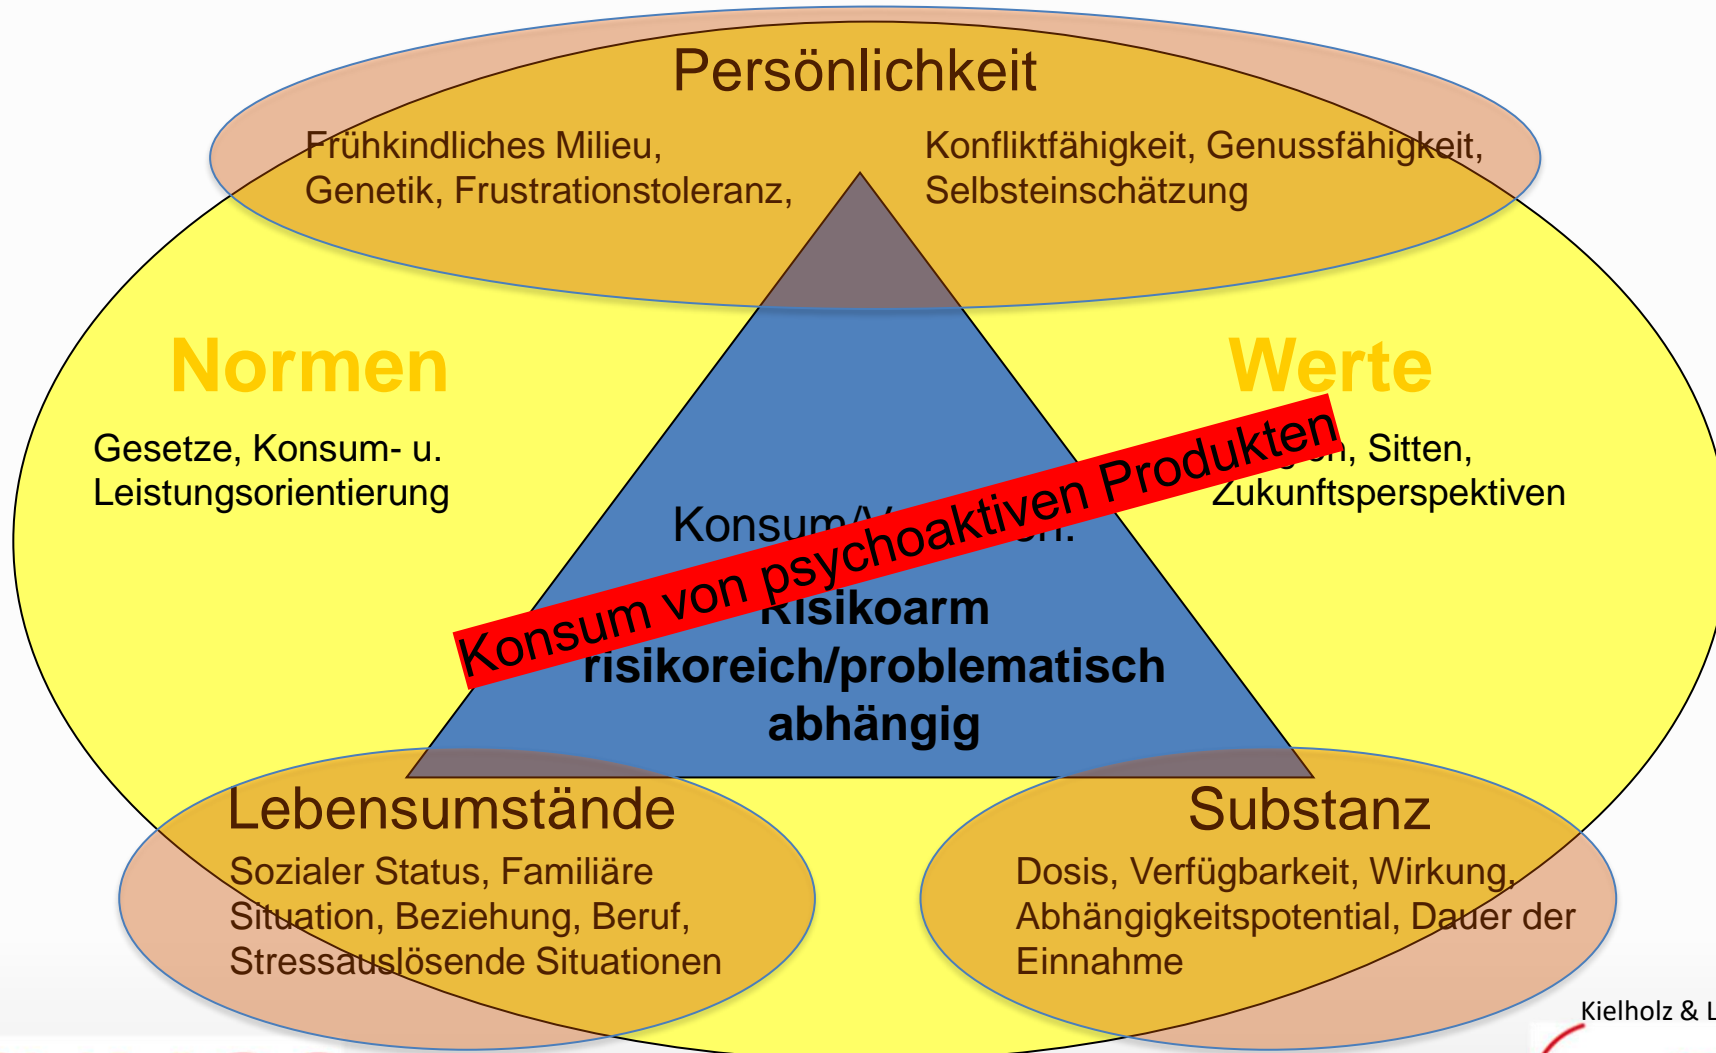 Persönlichkeit
Frühkindliches Milieu,
Genetik, Frustrationstoleranz,
Konfliktfähigkeit, Genussfähigkeit,
Selbsteinschätzung
Normen
Gesetze, Konsum- u.
Leistungsorientierung
Werte
Sitten,
Zukunftsperspektiven
Konsum von psychoaktiven Produkten
Risikoarm
risikoreich/problematisch
abhängig
Lebensumstände
Sozialer Status, Familiäre
Situation, Beziehung, Beruf,
Stressauslösende Situationen
Substanz
Dosis, Verfügbarkeit, Wirkung,
Abhängigkeitspotential, Dauer der
Einnahme
Kielholz & L